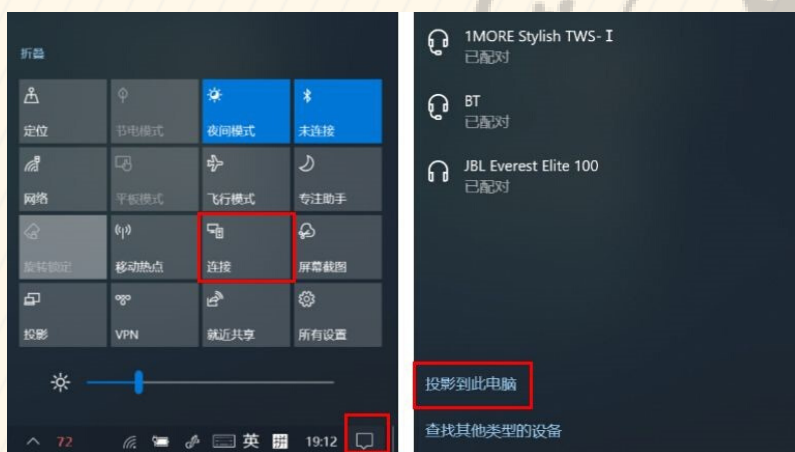 折叠
定位
节电模式
夜间模式
未连接
网络
平板模式
飞行模式
专注助手
旋转锁定
移动热点
连接
屏幕截图
投影
VPN
就近共享
所有设置
72
英
拼
19:12
1MORE Stylish TWS-I
已配对
BT
已配对
JBL Everest Elite 100
已配对
投影到此电脑
查找其他类型的设备